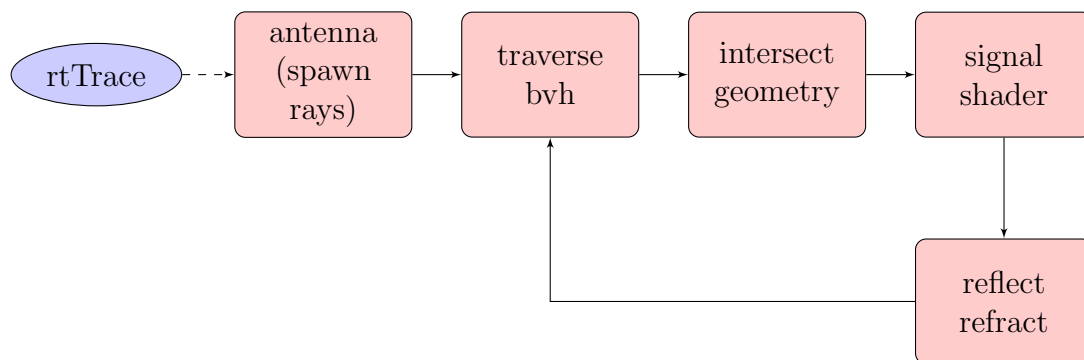 rtTrace
antenna
(spawn
rays)
traverse
bvh
intersect
geometry
signal
shader
reflect
refract